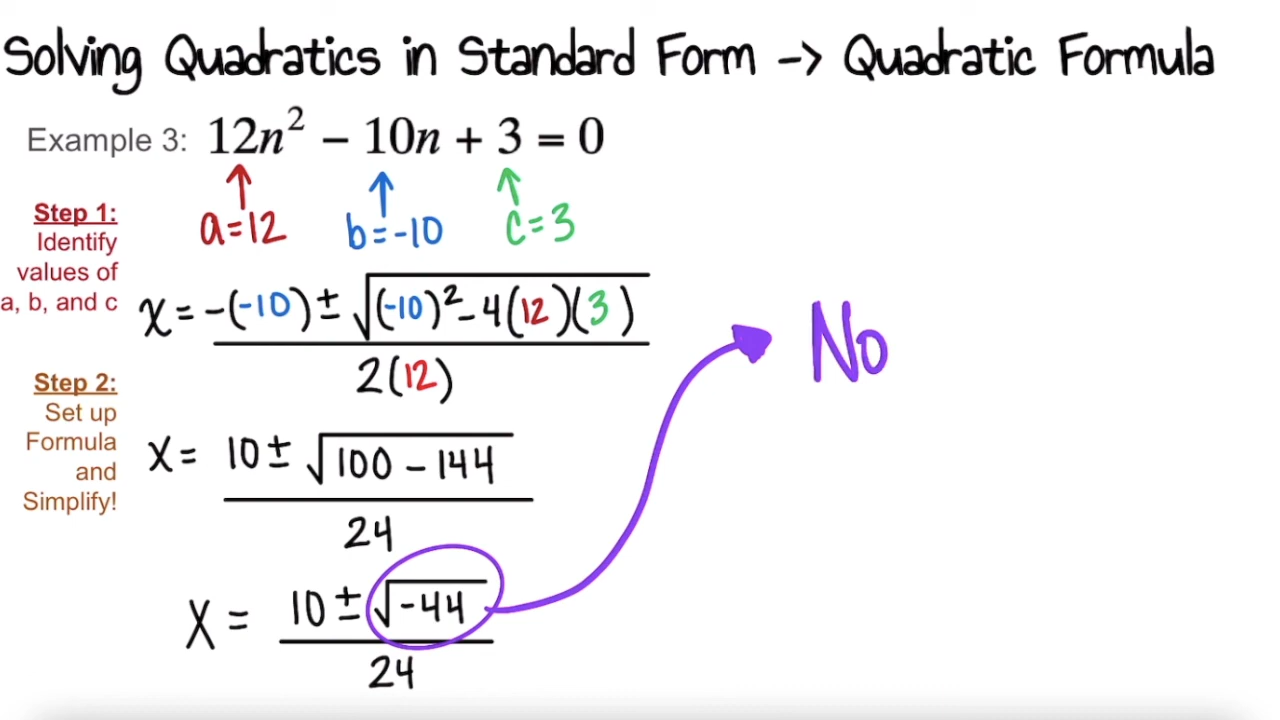 Solving Quadratics in Standard Form -> Quadratic Formula
Example 3: 12n² − 10n + 3 = 0
a=12 b=-10 c=3
Step 1:
Identify
values of
a, b, and c
x = -(-10) ± √(-10)² - 4(12)(3)
2(12)
No
Step 2:
Set up
Formula
and
Simplify!
x = 10 ± √100 - 144
24
x = 10 ± √-44
24